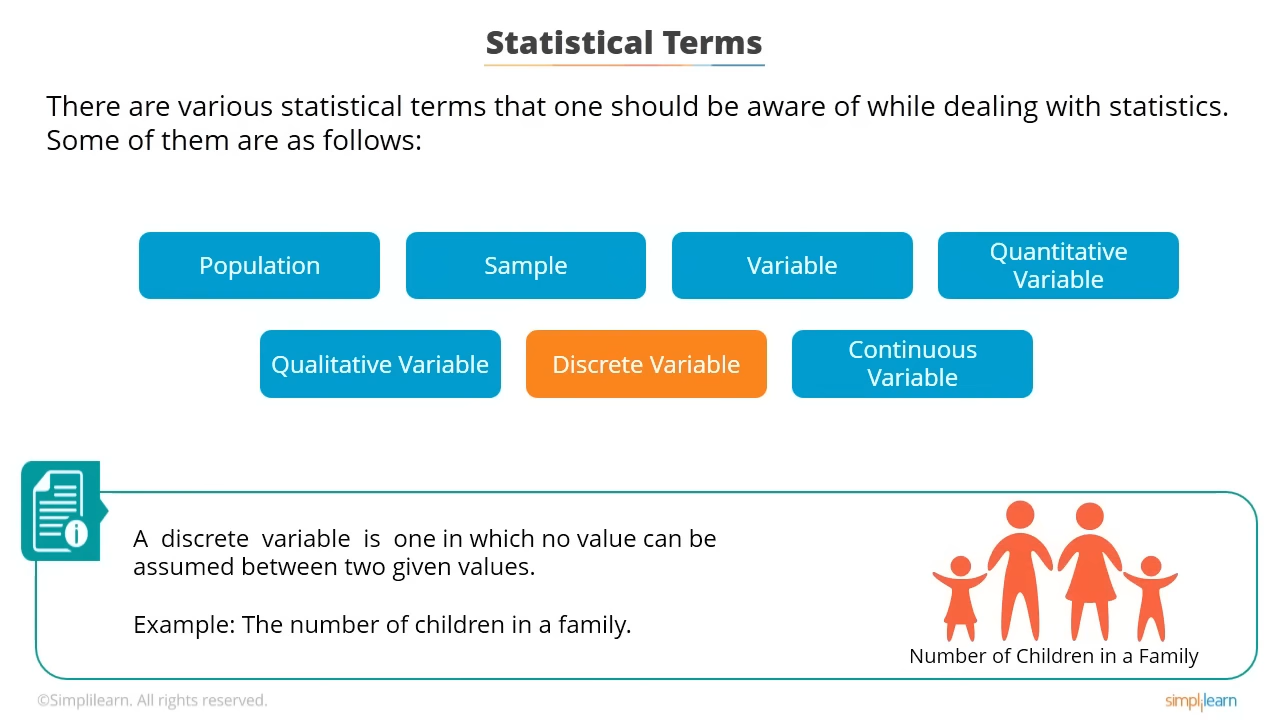 Statistical Terms
There are various statistical terms that one should be aware of while dealing with statistics.
Some of them are as follows:
Population
Sample
Variable
Quantitative
Variable
Qualitative Variable
Discrete Variable
Continuous
Variable
i
A discrete variable is one in which no value can be
assumed between two given values.
Example: The number of children in a family.
Number of Children in a Family
©Simplilearn. All rights reserved.
simplilearn